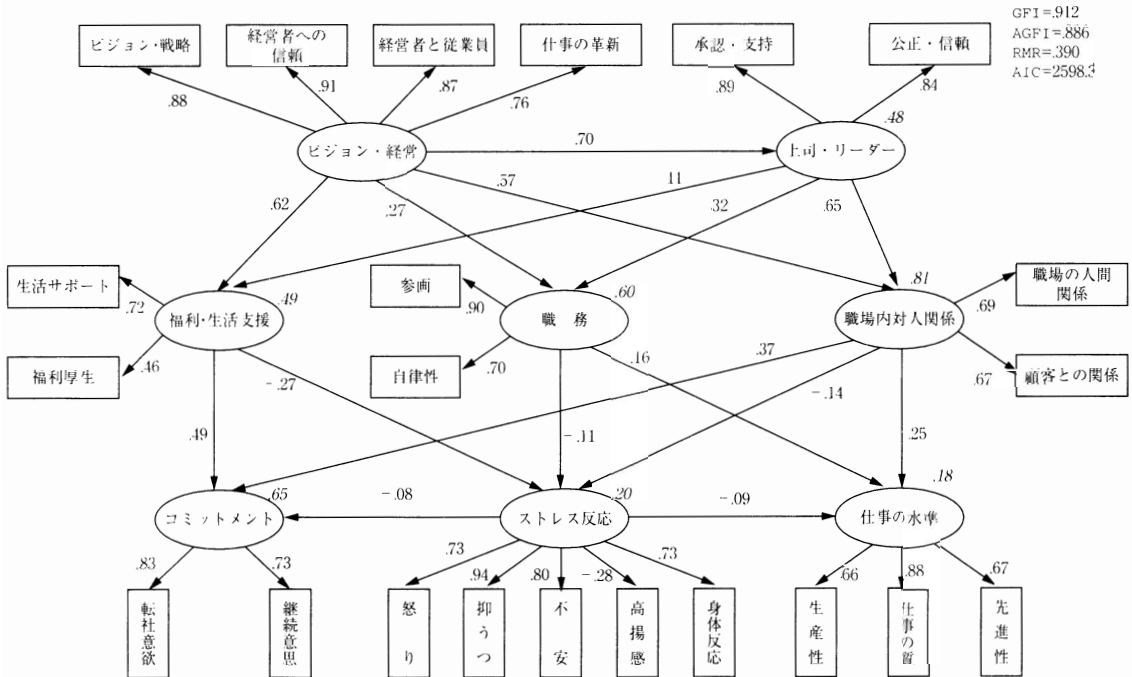 GFI=.912
AGFI=.886
RMR=.390
AIC=2598.3
ビジョン・戦略
経営者への
信頼
経営者と従業員
仕事の革新
承認・支持
公正・信頼
.88
.91
.87
.76
.89
.84
.48
ビジョン・経営
.70
上司・リーダー
.62
.27
.57
.11
.32
.65
生活サポート
.72
.49
参画
.90
.60
.81
.69
職場の人間
関係
福利・生活支援
職 務
職場内対人関係
福利厚生
.46
自律性
.70
.67
顧客との関係
-.27
.16
.37
-.14
.49
-.11
.25
.65
-.08
.20
-.09
.18
コミットメント
ストレス反応
仕事の水準
.83
.73
.73
.94
.80
-.28
.73
.66
.88
.67
転社意欲
継続意思
怒り
抑うつ
不安
高揚感
身体反応
生産性
仕事の質
先進性